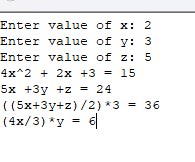 Enter value of x: 2
Enter value of y: 3
Enter value of z: 5
4x^2 + 2x +3 = 15
5x +3y +z = 24
((5x+3y+z)/2)*3 = 36
(4x/3)*y = 6